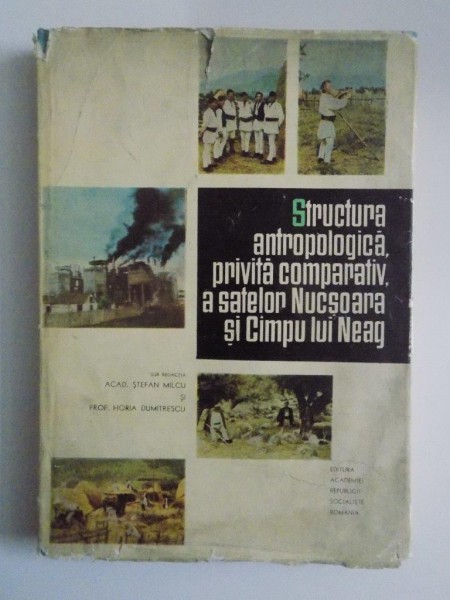 Structura
antropologică,
privită comparativ,
a satelor Nucșoara
și Cîmpu lui Neag
SUB REDACȚIA
ACAD. ȘTEFAN MILCU
ȘI
PROF. HORIA DUMITRESCU
EDITURA
ACADEMIEI
REPUBLICII
SOCIALISTE
ROMÂNIA